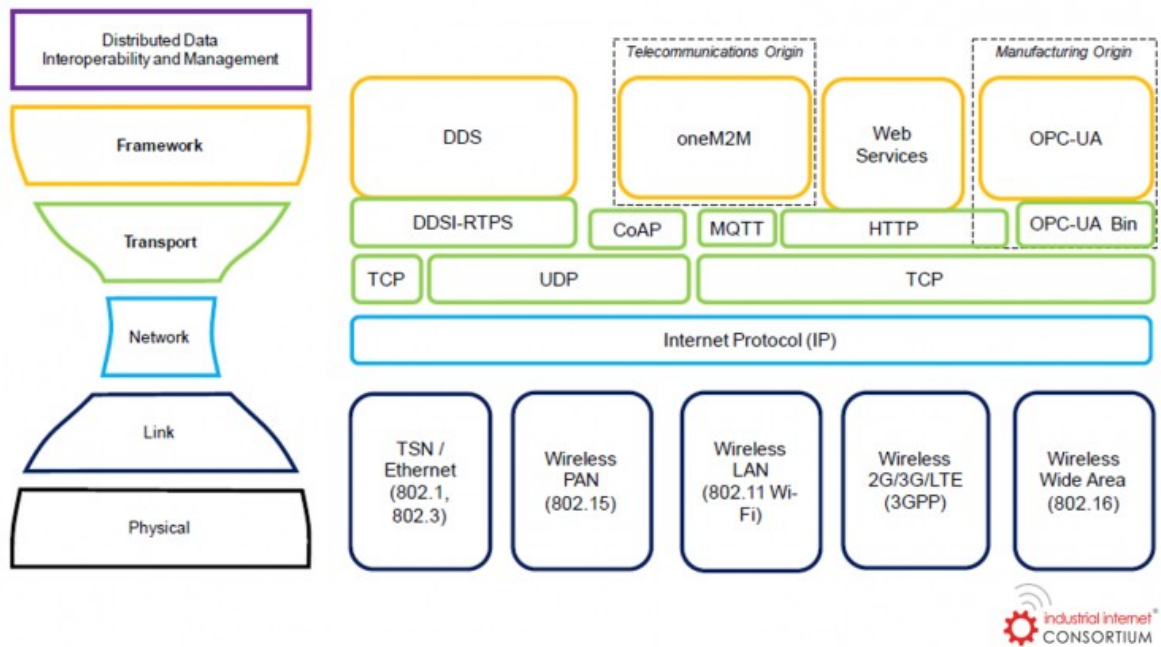 Distributed Data
Interoperability and Management
Framework
Transport
Network
Link
Physical
Telecommunications Origin
Manufacturing Origin
DDS
oneM2M
Web
Services
OPC-UA
DDSI-RTPS
CoAP
MQTT
HTTP
OPC-UA Bin
TCP
UDP
TCP
Internet Protocol (IP)
TSN /
Ethernet
(802.1,
802.3)
Wireless
PAN
(802.15)
Wireless
LAN
(802.11 Wi-
Fi)
Wireless
2G/3G/LTE
(3GPP)
Wireless
Wide Area
(802.16)
industrial internet®
CONSORTIUM